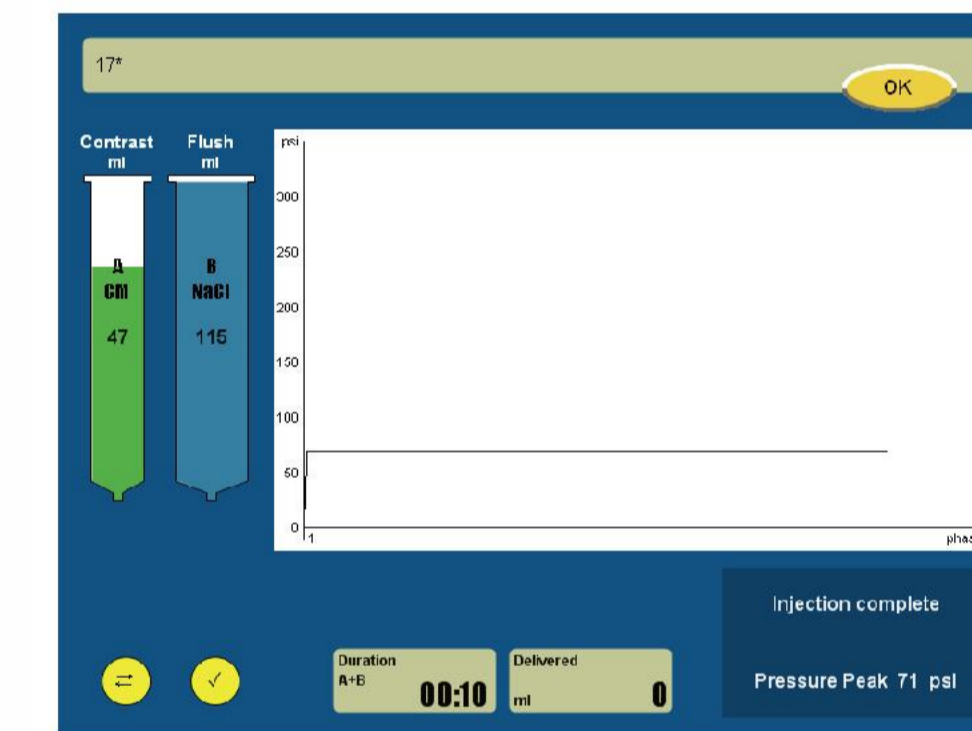 17*
OK
Contrast
ml
Flush
ml
A
CM
47
B
NaCl
115
psi
300
250
200
150
100
50
0
1
phas
Injection complete
Duration
A+B
00:10
Delivered
ml
0
Pressure Peak 71 psi